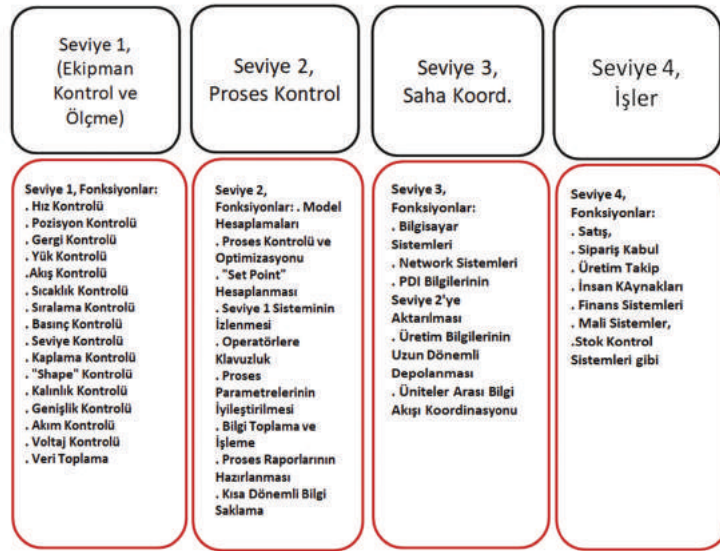 Seviye 1,
(Ekipman
Kontrol ve
Ölçme)
Seviye 2,
Proses Kontrol
Seviye 3,
Saha Koord.
Seviye 4,
İşler
Seviye 1, Fonksiyonlar:
. Hız Kontrolü
. Pozisyon Kontrolü
. Gergi Kontrolü
. Yük Kontrolü
.Akış Kontrolü
. Sıcaklık Kontrolü
. Sıralama Kontrolü
. Basınç Kontrolü
. Seviye Kontrolü
. Kaplama Kontrolü
. "Shape" Kontrolü
. Kalınlık Kontrolü
. Genişlik Kontrolü
. Akım Kontrolü
. Voltaj Kontrolü
. Veri Toplama
Seviye 2,
Fonksiyonlar: . Model
Hesaplamaları
. Proses Kontrolü ve
Optimizasyonu
. "Set Point"
Hesaplanması
. Seviye 1 Sisteminin
İzlenmesi
. Operatörlere
Klavuzluk
. Proses
Parametrelerinin
İyileştirilmesi
. Bilgi Toplama ve
İşleme
. Proses Raporlarının
Hazırlanması
. Kısa Dönemli Bilgi
Saklama
Seviye 3,
Fonksiyonlar:
. Bilgisayar
Sistemleri
. Network Sistemleri
. PDI Bilgilerinin
Seviye 2'ye
Aktarılması
. Üretim Bilgilerinin
Uzun Dönemli
Depolanması
. Üniteler Arası Bilgi
Akışı Koordinasyonu
Seviye 4,
Fonksiyonlar:
. Satış,
. Sipariş Kabul
. Üretim Takip
. İnsan KAynakları
. Finans Sistemleri
. Mali Sistemler,
.Stok Kontrol
Sistemleri gibi